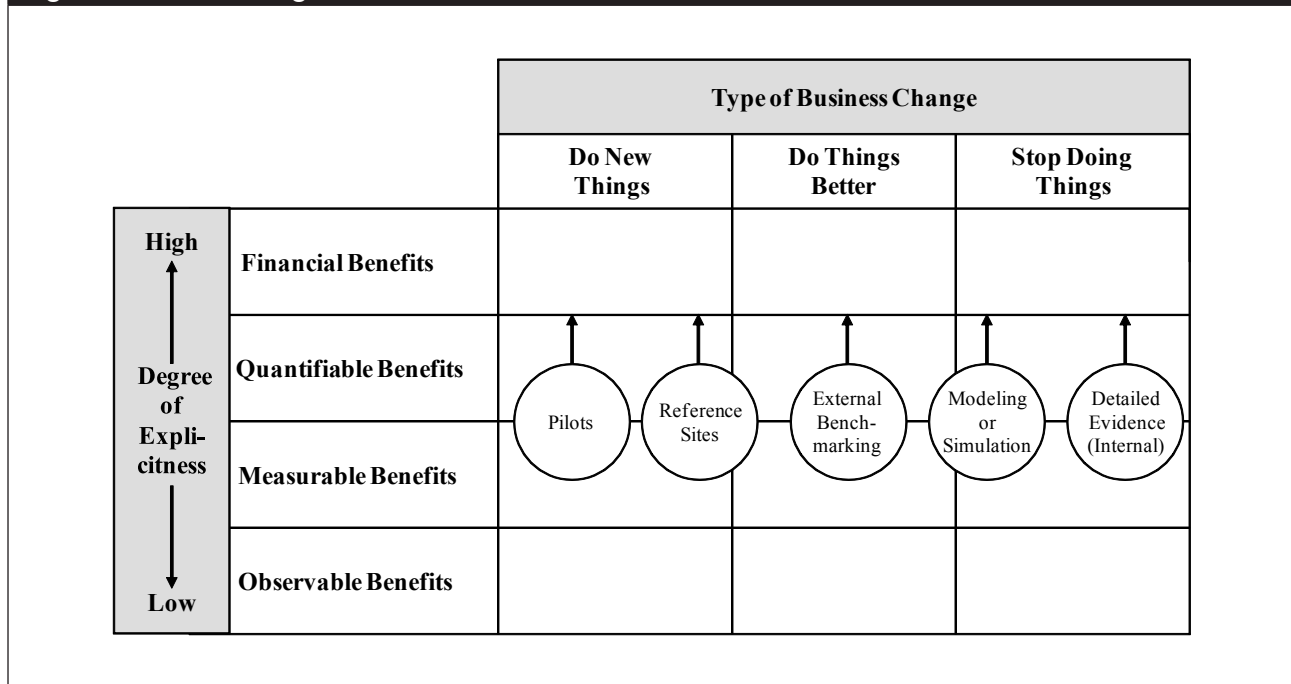 Type of Business Change
Do New
Things
Do Things
Better
Stop Doing
Things
High
Degree
of
Expli-
citness
Low
Financial Benefits
Quantifiable Benefits
Measurable Benefits
Observable Benefits
Pilots
Reference
Sites
External
Bench-
marking
Modeling
or
Simulation
Detailed
Evidence
(Internal)